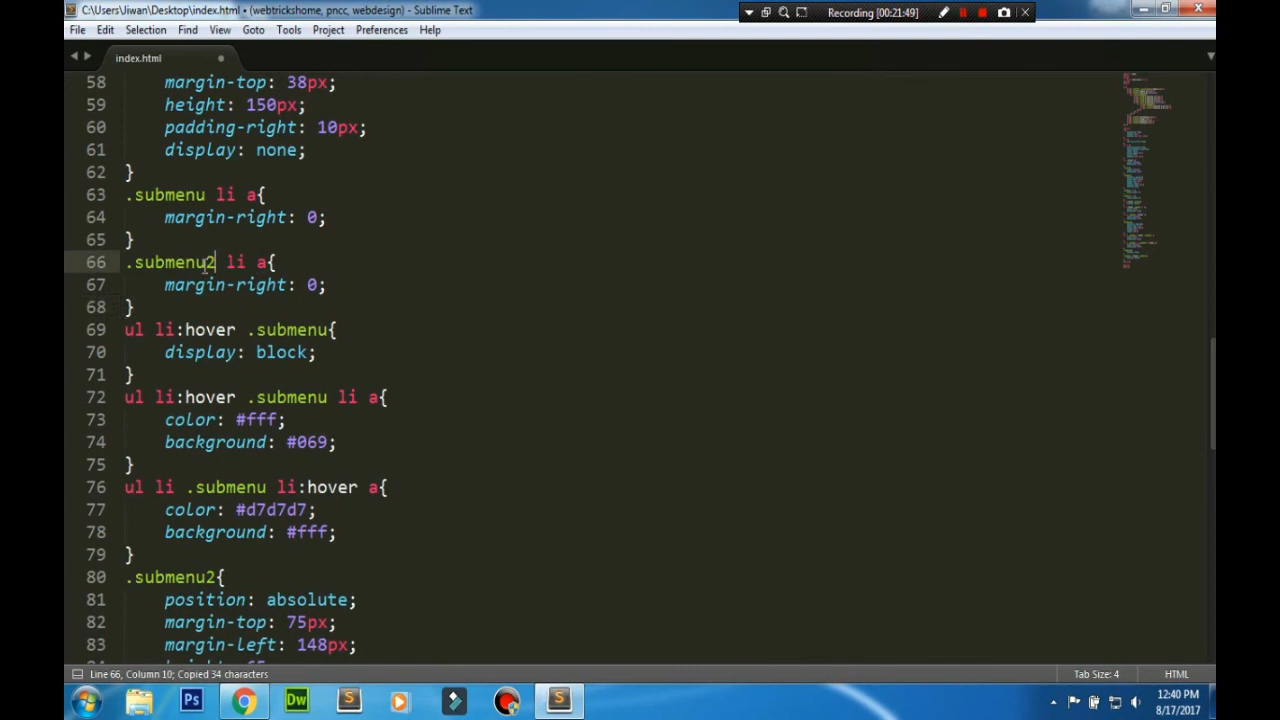 C:\Users\Jiwan\Desktop\index.html • (webtrickshome, pncc, webdesign) - Sublime Text
Recording [00:21:49]
File Edit Selection Find View Goto Tools Project Preferences Help
index.html
58 margin-top: 38px;
59 height: 150px;
60 padding-right: 10px;
61 display: none;
62 }
63 .submenu li a{
64 margin-right: 0;
65 }
66 .submenu2 li a{
67 margin-right: 0;
68 }
69 ul li:hover .submenu{
70 display: block;
71 }
72 ul li:hover .submenu li a{
73 color: #fff;
74 background: #069;
75 }
76 ul li .submenu li:hover a{
77 color: #d7d7d7;
78 background: #fff;
79 }
80 .submenu2{
81 position: absolute;
82 margin-top: 75px;
83 margin-left: 148px;
Line 66, Column 10; Copied 34 characters Tab Size: 4 HTML
Ps Dw S S
12:40 PM
8/17/2017